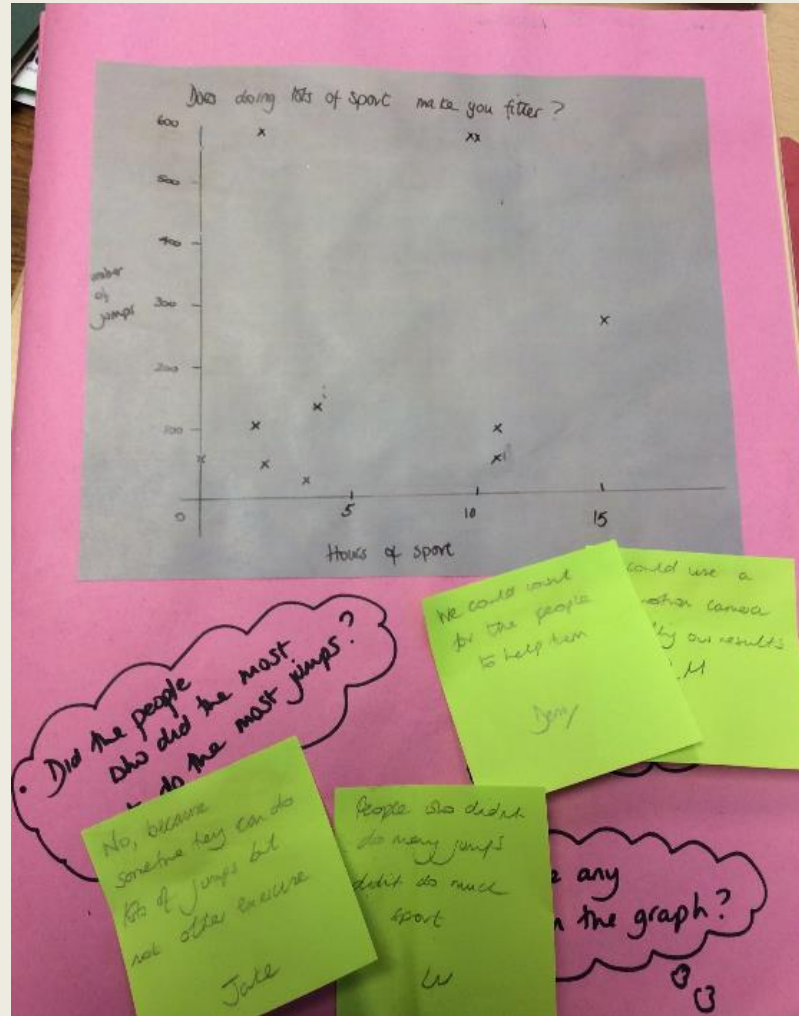 Does doing lots of sport make you fitter?
600
500
400
300
200
100
0
5
10
15
number
of
jumps
Hours of sport
Did the people
who did the most
do the most jumps?
We could count
for the people
to help them
could use a
motion camera
our results
No, because
sometime they can do
lots of jumps but
not other exercise
Jake
People who didn't
do many jumps
didn't do much
sport
any
the graph?